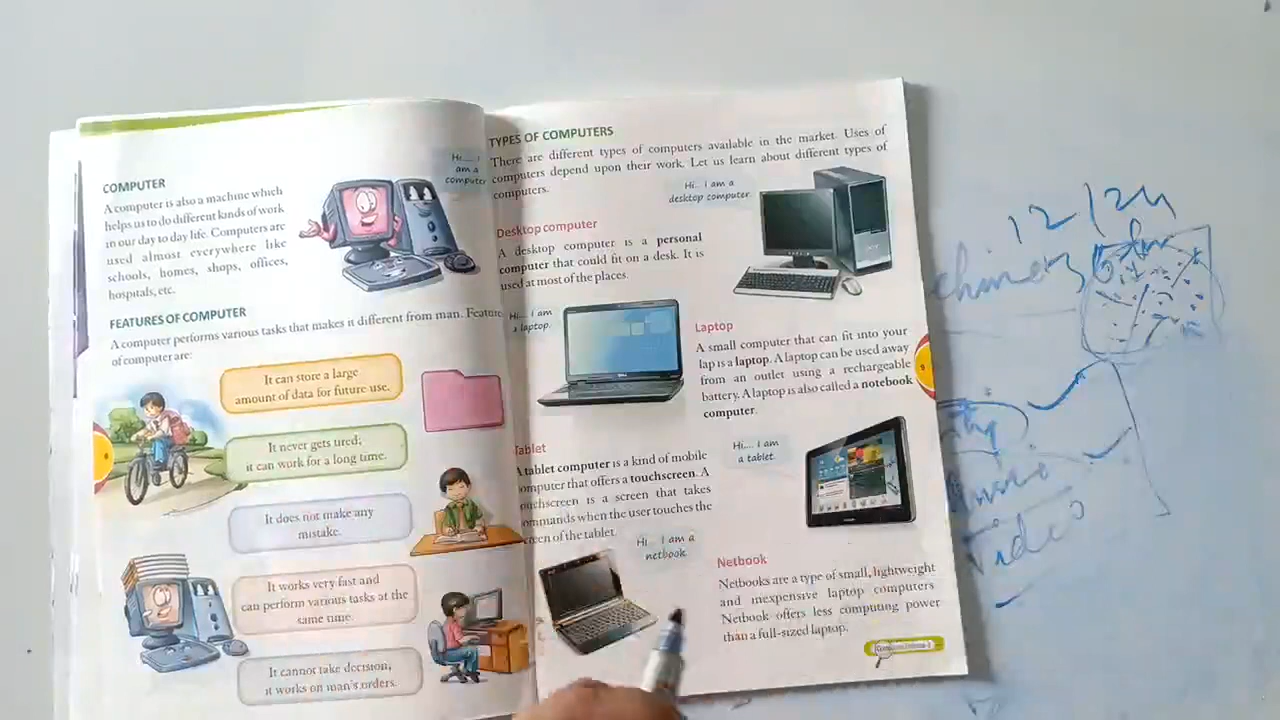 COMPUTER
A computer is also a machine which
helps us to do different kinds of work
in our day to day life. Computers are
used almost everywhere like
schools, homes, shops, offices,
hospitals, etc.
Hi.... I
am a
computer
FEATURES OF COMPUTER
A computer performs various tasks that makes it different from man. Feature
of computer are:
It can store a large
amount of data for future use.
It never gets tired;
it can work for a long time.
It does not make any
mistake.
It works very fast and
can perform various tasks at the
same time.
It cannot take decision,
it works on man's orders.
TYPES OF COMPUTERS
There are different types of computers available in the market. Uses of
computers depend upon their work. Let us learn about different types of
computers.
Hi... I am a
desktop computer
Desktop computer
A desktop computer is a personal
computer that could fit on a desk. It is
used at most of the places.
acer
Hi... I am
a laptop.
Laptop
A small computer that can fit into your
lap is a laptop. A laptop can be used away
from an outlet using a rechargeable
battery. A laptop is also called a notebook
computer.
9
Tablet
A tablet computer is a kind of mobile
omputer that offers a touchscreen. A
ouchscreen is a screen that takes
ommands when the user touches the
creen of the tablet.
Hi... I am
a tablet.
Hi... I am a
netbook
Netbook
Netbooks are a type of small, lightweight
and inexpensive laptop computers
Netbook offers less computing power
than a full-sized laptop.
12/24
chines
Video